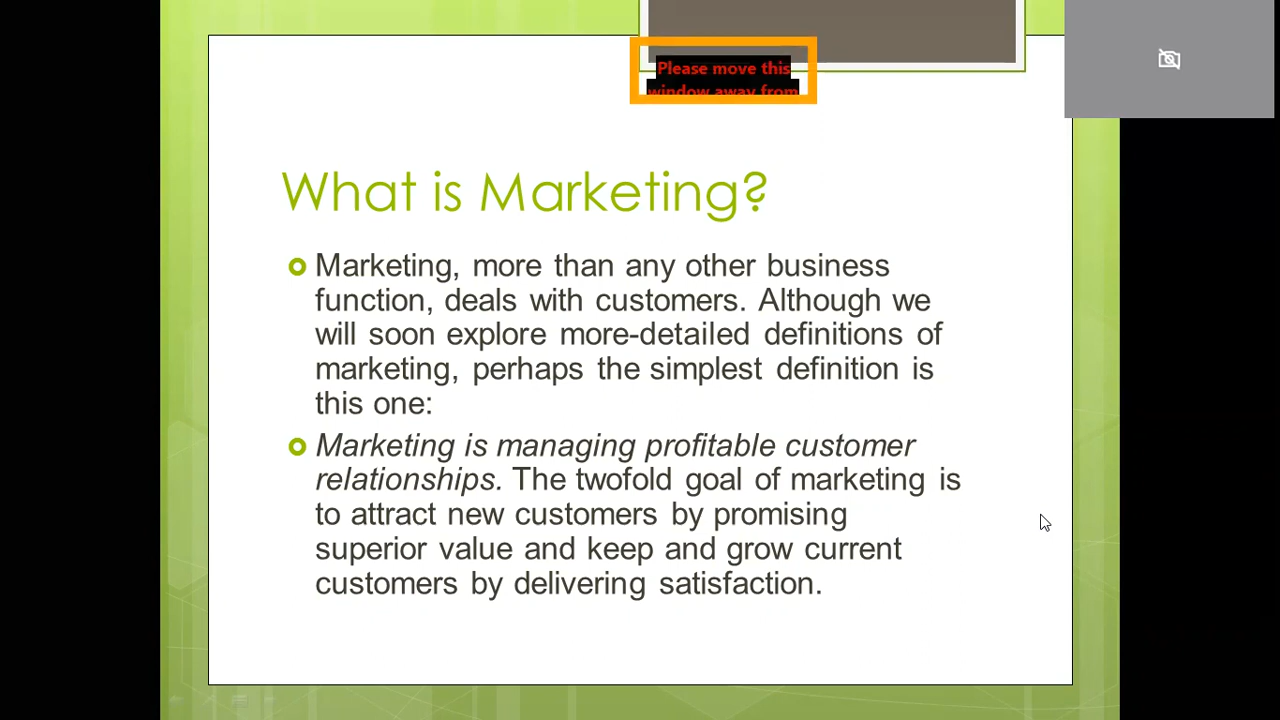 Please move this
window away from
What is Marketing?
Marketing, more than any other business
function, deals with customers. Although we
will soon explore more-detailed definitions of
marketing, perhaps the simplest definition is
this one:
Marketing is managing profitable customer
relationships. The twofold goal of marketing is
to attract new customers by promising
superior value and keep and grow current
customers by delivering satisfaction.